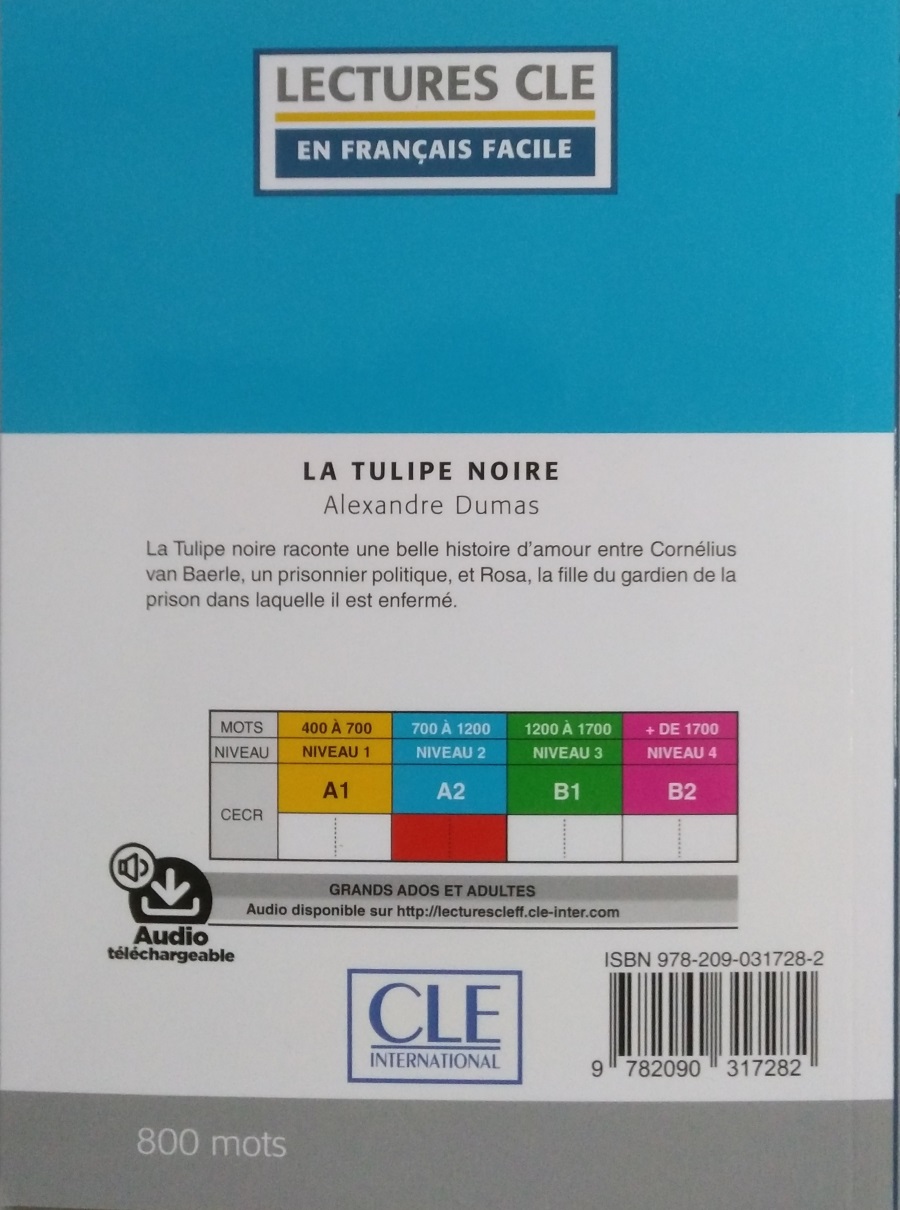 LECTURES CLE
EN FRANÇAIS FACILE
LA TULIPE NOIRE
Alexandre Dumas
La Tulipe noire raconte une belle histoire d'amour entre Cornélius
van Baerle, un prisonnier politique, et Rosa, la fille du gardien de la
prison dans laquelle il est enfermé.
MOTS 400 À 700 700 À 1200 1200 À 1700 + DE 1700
NIVEAU NIVEAU 1 NIVEAU 2 NIVEAU 3 NIVEAU 4
CECR A1 A2 B1 B2
GRANDS ADOS ET ADULTES
Audio disponible sur http://lecturescleff.cle-inter.com
Audio
téléchargeable
ISBN 978-209-031728-2
9 782090 317282
CLE
INTERNATIONAL
800 mots